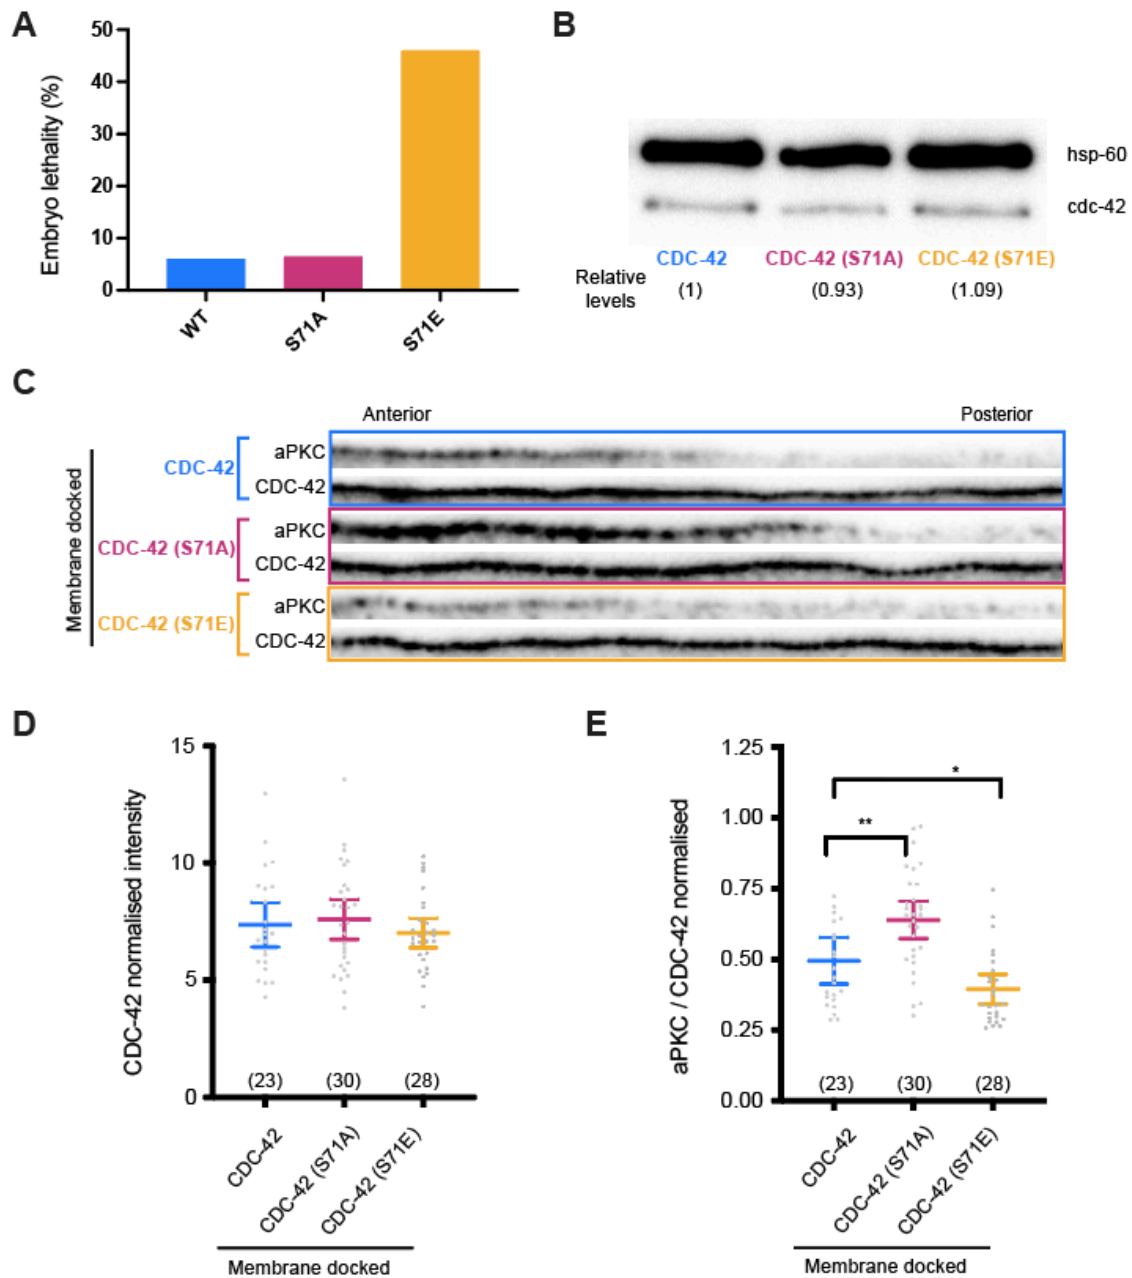 A
50
40
30
20
10
0
Embryo lethality (%)
WT
S71A
S71E
B
hsp-60
cdc-42
CDC-42
CDC-42 (S71A)
CDC-42 (S71E)
Relative
levels
(1)
(0.93)
(1.09)
C
Anterior
Posterior
Membrane docked
CDC-42
aPKC
CDC-42
CDC-42 (S71A)
aPKC
CDC-42
CDC-42 (S71E)
aPKC
CDC-42
D
15
10
5
0
CDC-42 normalised intensity
(23)
(30)
(28)
CDC-42
CDC-42 (S71A)
CDC-42 (S71E)
Membrane docked
E
1.25
1.00
0.75
0.50
0.25
0.00
aPKC / CDC-42 normalised
*
**
(23)
(30)
(28)
CDC-42
CDC-42 (S71A)
CDC-42 (S71E)
Membrane docked